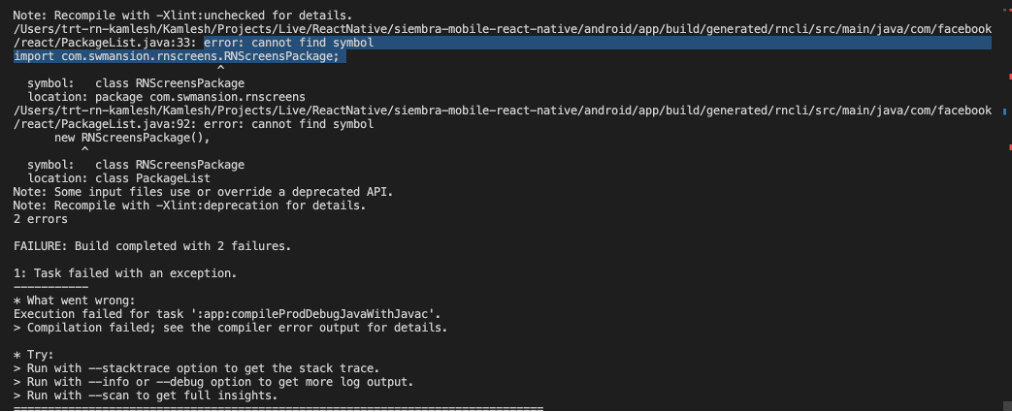 Note: Recompile with -Xlint:unchecked for details.
/Users/trt-rn-kamlesh/Kamlesh/Projects/Live/ReactNative/siembra-mobile-react-native/android/app/build/generated/rncli/src/main/java/com/facebook
/react/PackageList.java:33: error: cannot find symbol
import com.swmansion.rnscreens.RNScreensPackage;
^
symbol:   class RNScreensPackage
location: package com.swmansion.rnscreens
/Users/trt-rn-kamlesh/Kamlesh/Projects/Live/ReactNative/siembra-mobile-react-native/android/app/build/generated/rncli/src/main/java/com/facebook
/react/PackageList.java:92: error: cannot find symbol
new RNScreensPackage(),
^
symbol:   class RNScreensPackage
location: class PackageList
Note: Some input files use or override a deprecated API.
Note: Recompile with -Xlint:deprecation for details.
2 errors
FAILURE: Build completed with 2 failures.
1: Task failed with an exception.
-----------
* What went wrong:
Execution failed for task ':app:compileProdDebugJavaWithJavac'.
> Compilation failed; see the compiler error output for details.
* Try:
> Run with --stacktrace option to get the stack trace.
> Run with --info or --debug option to get more log output.
> Run with --scan to get full insights.
==============================================================================